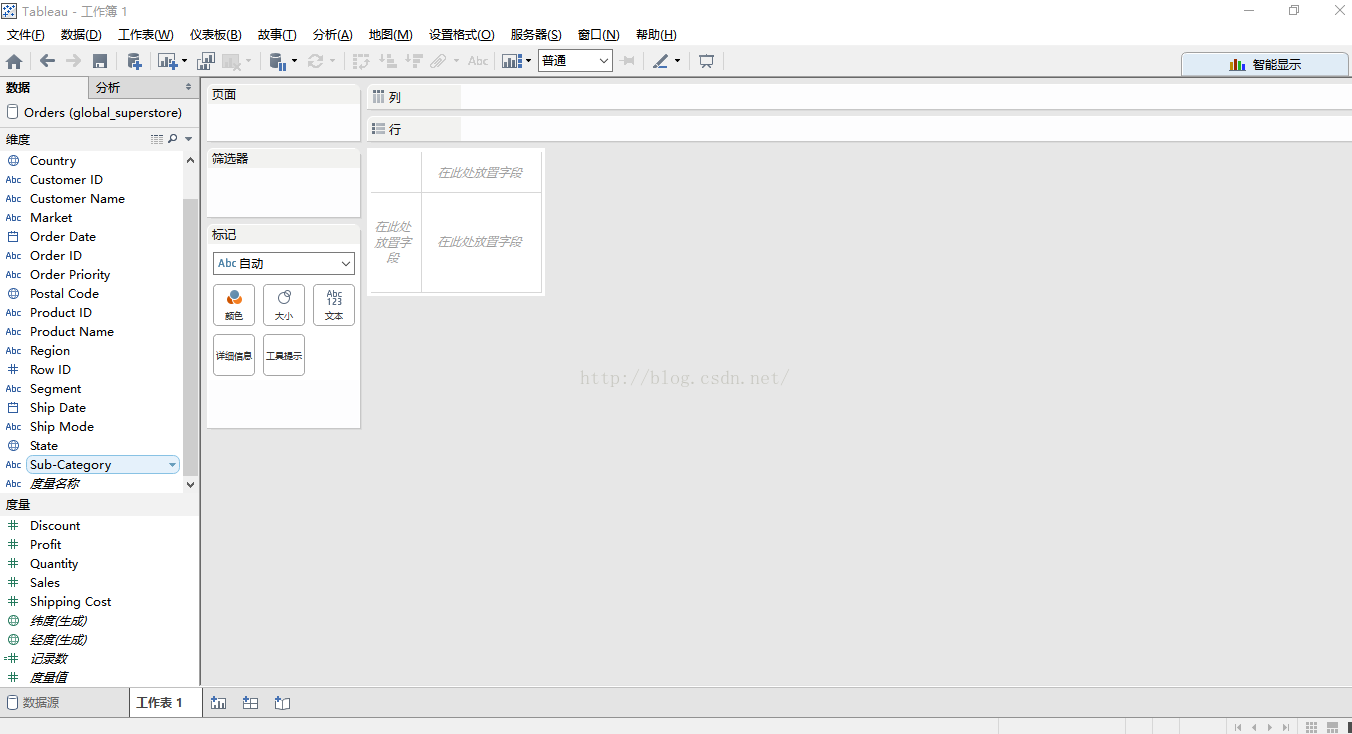 Tableau - 工作簿 1
文件(F) 数据(D) 工作表(W) 仪表板(B) 故事(T) 分析(A) 地图(M) 设置格式(O) 服务器(S) 窗口(N) 帮助(H)
Abc 普通
智能显示
数据 分析
Orders (global_superstore)
维度
Country
Abc Customer ID
Abc Customer Name
Abc Market
Order Date
Abc Order ID
Abc Order Priority
Postal Code
Abc Product ID
Abc Product Name
Abc Region
# Row ID
Abc Segment
Ship Date
Abc Ship Mode
State
Abc Sub-Category
Abc 度量名称
度量
# Discount
# Profit
# Quantity
# Sales
# Shipping Cost
纬度(生成)
经度(生成)
=# 记录数
# 度量值
页面
筛选器
标记
Abc 自动
颜色
大小
Abc
123
文本
详细信息
工具提示
列
行
在此处放置字段
在此处
放置字
段
在此处放置字段
http://blog.csdn.net/
数据源
工作表 1